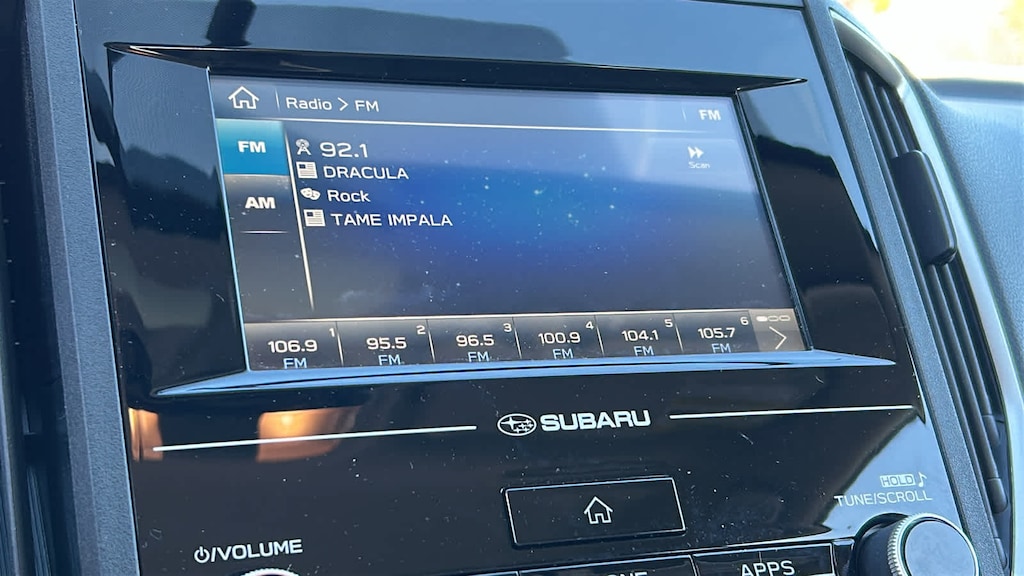 Radio > FM
FM
FM
92.1
Scan
DRACULA
AM
Rock
TAME IMPALA
106.9 1
FM
95.5 2
FM
96.5 3
FM
100.9 4
FM
104.1 5
FM
105.7 6
FM
SUBARU
HOLD
TUNE/SCROLL
/VOLUME
APPS